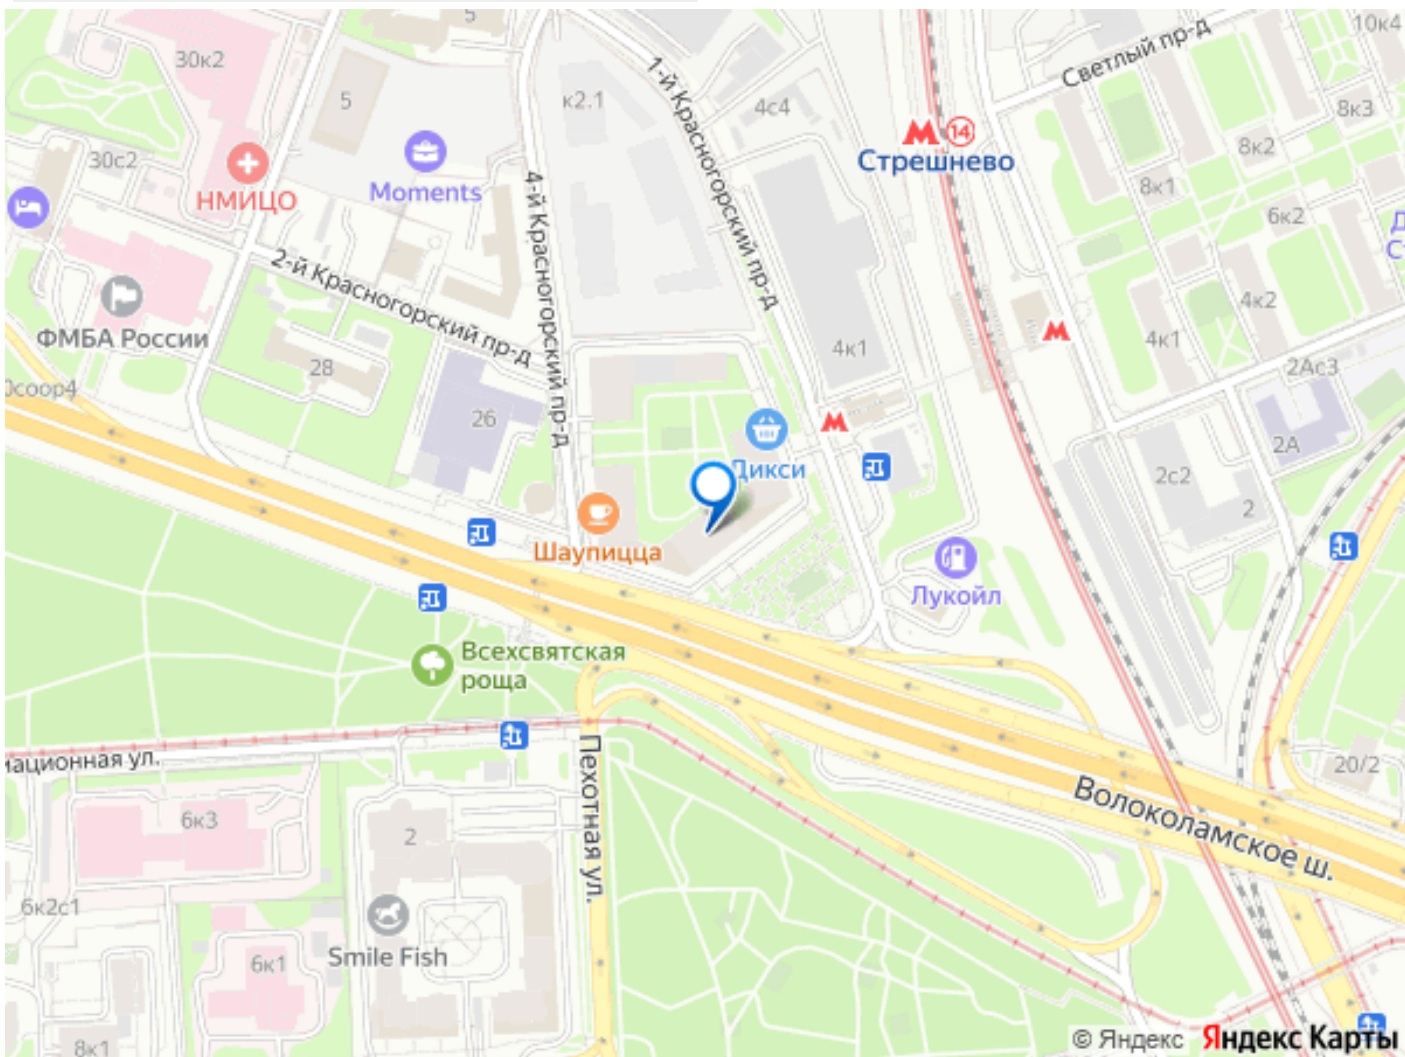 5
10к4
30к2
Светлый пр-д
5
к2.1
1-й Красногорский пр-д
4с4
14
8к3
Стрешнево
8к2
30с2
НМИЦО
Moments
4-й Красногорский пр-д
8к1
6к2
2-й Красногорский пр-д
4к2
ФМБА России
28
4к1
4к1
2Ас3
26
2А
Дикси
2с2
2
Шаупицца
Лукойл
Всехсвятская
роща
Пехотная ул.
20/2
Волоколамское ш.
6к3
2
6к2с1
Smile Fish
6к1
8к1
© Яндекс Яндекс Карты